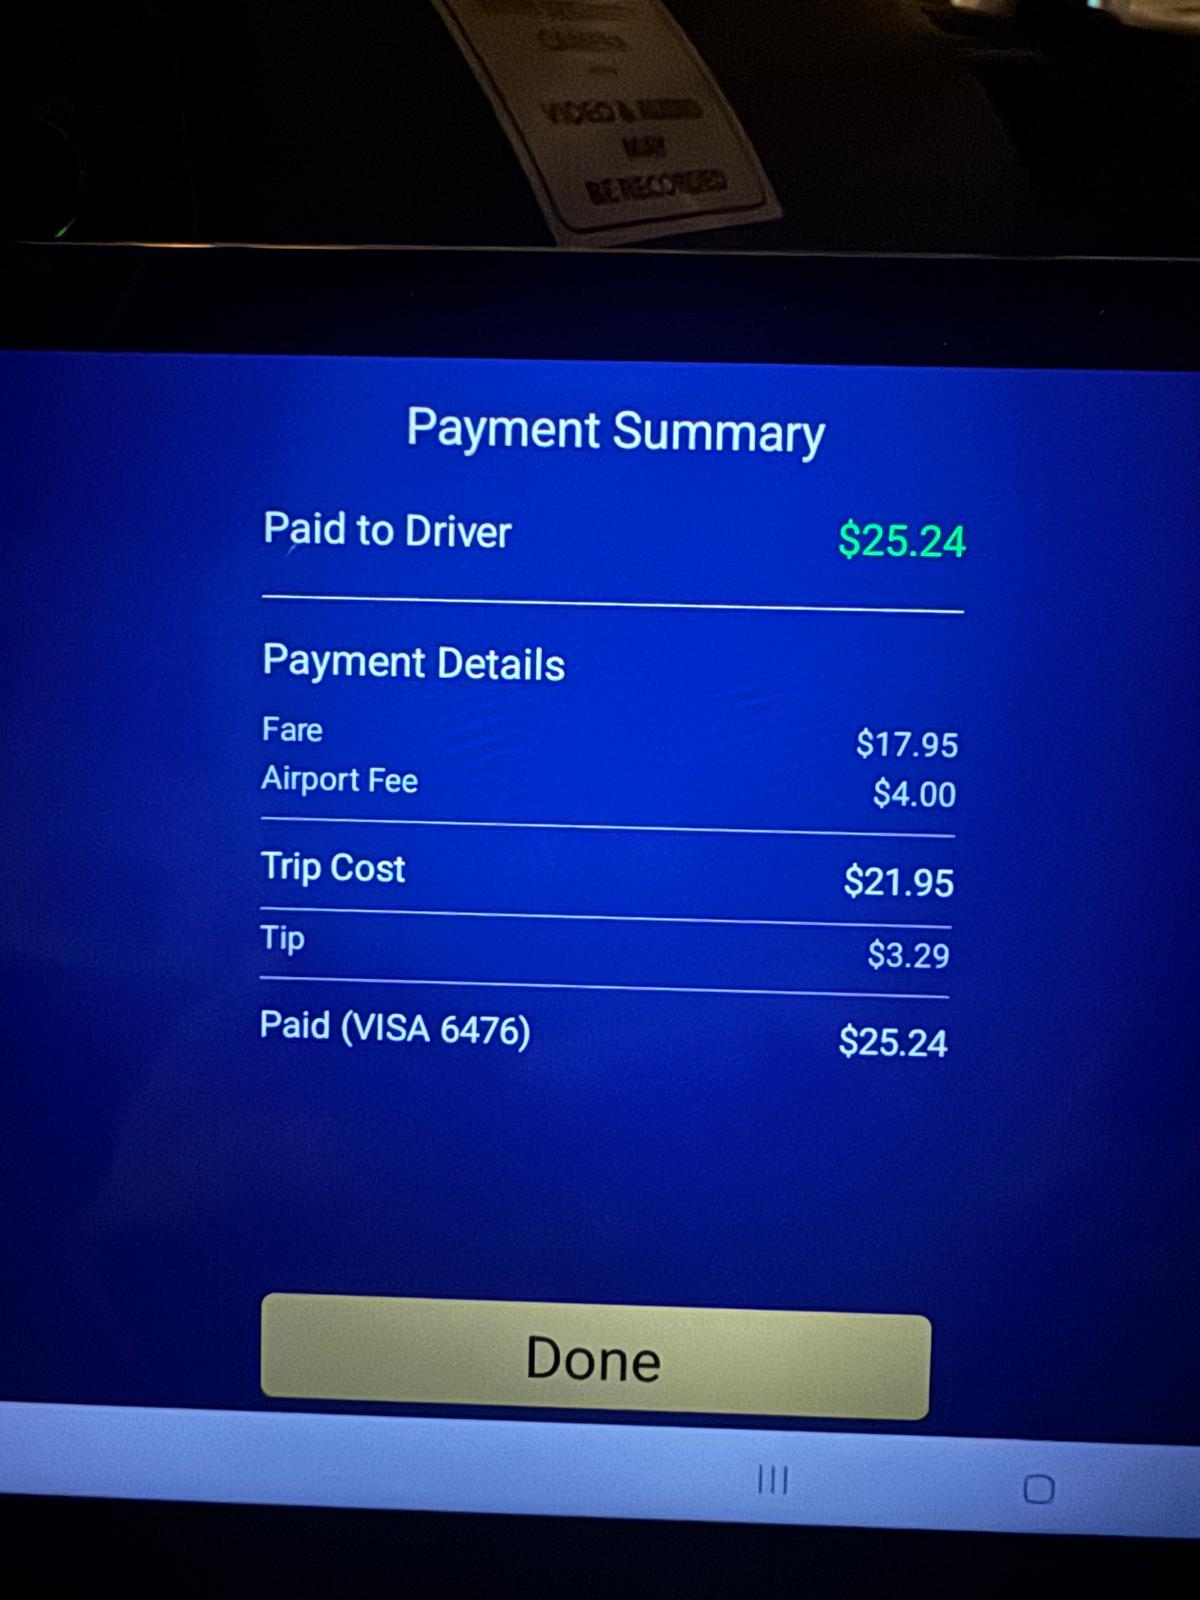 VIDEO & AUDIO
MAY
BE RECORDED
Payment Summary
Paid to Driver $25.24
Payment Details
Fare $17.95
Airport Fee $4.00
Trip Cost $21.95
Tip $3.29
Paid (VISA 6476) $25.24
Done